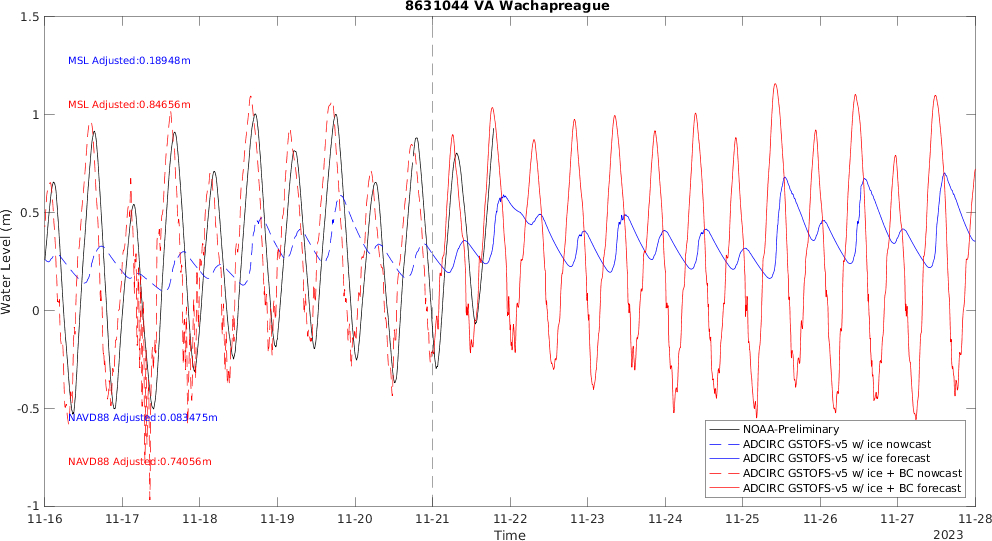 8631044 VA Wachapreague
1.5
1
0.5
0
-0.5
-1
Water Level (m)
MSL Adjusted:0.18948m
MSL Adjusted:0.84656m
NAVD88 Adjusted:0.083475m
NAVD88 Adjusted:0.74056m
NOAA-Preliminary
ADCIRC GSTOFS-v5 w/ ice nowcast
ADCIRC GSTOFS-v5 w/ ice forecast
ADCIRC GSTOFS-v5 w/ ice + BC nowcast
ADCIRC GSTOFS-v5 w/ ice + BC forecast
11-16 11-17 11-18 11-19 11-20 11-21 11-22 11-23 11-24 11-25 11-26 11-27 11-28
Time
2023